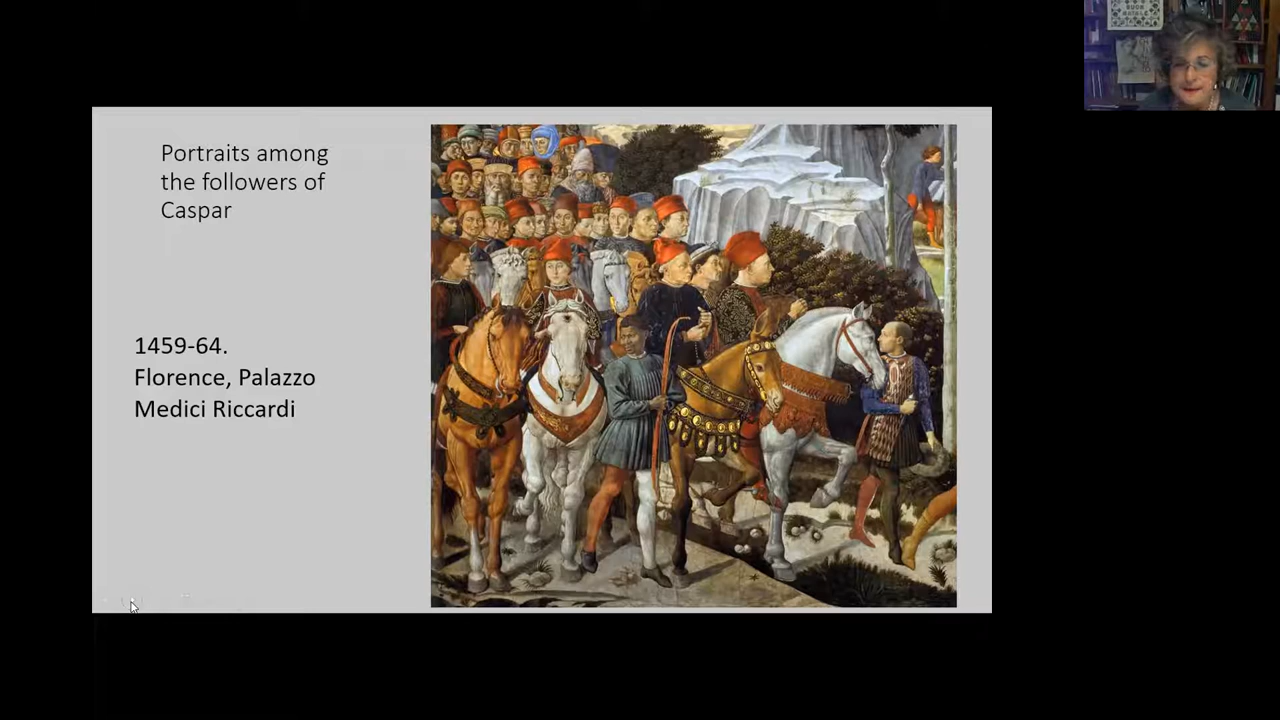 Portraits among
the followers of
Caspar
1459-64.
Florence, Palazzo
Medici Riccardi